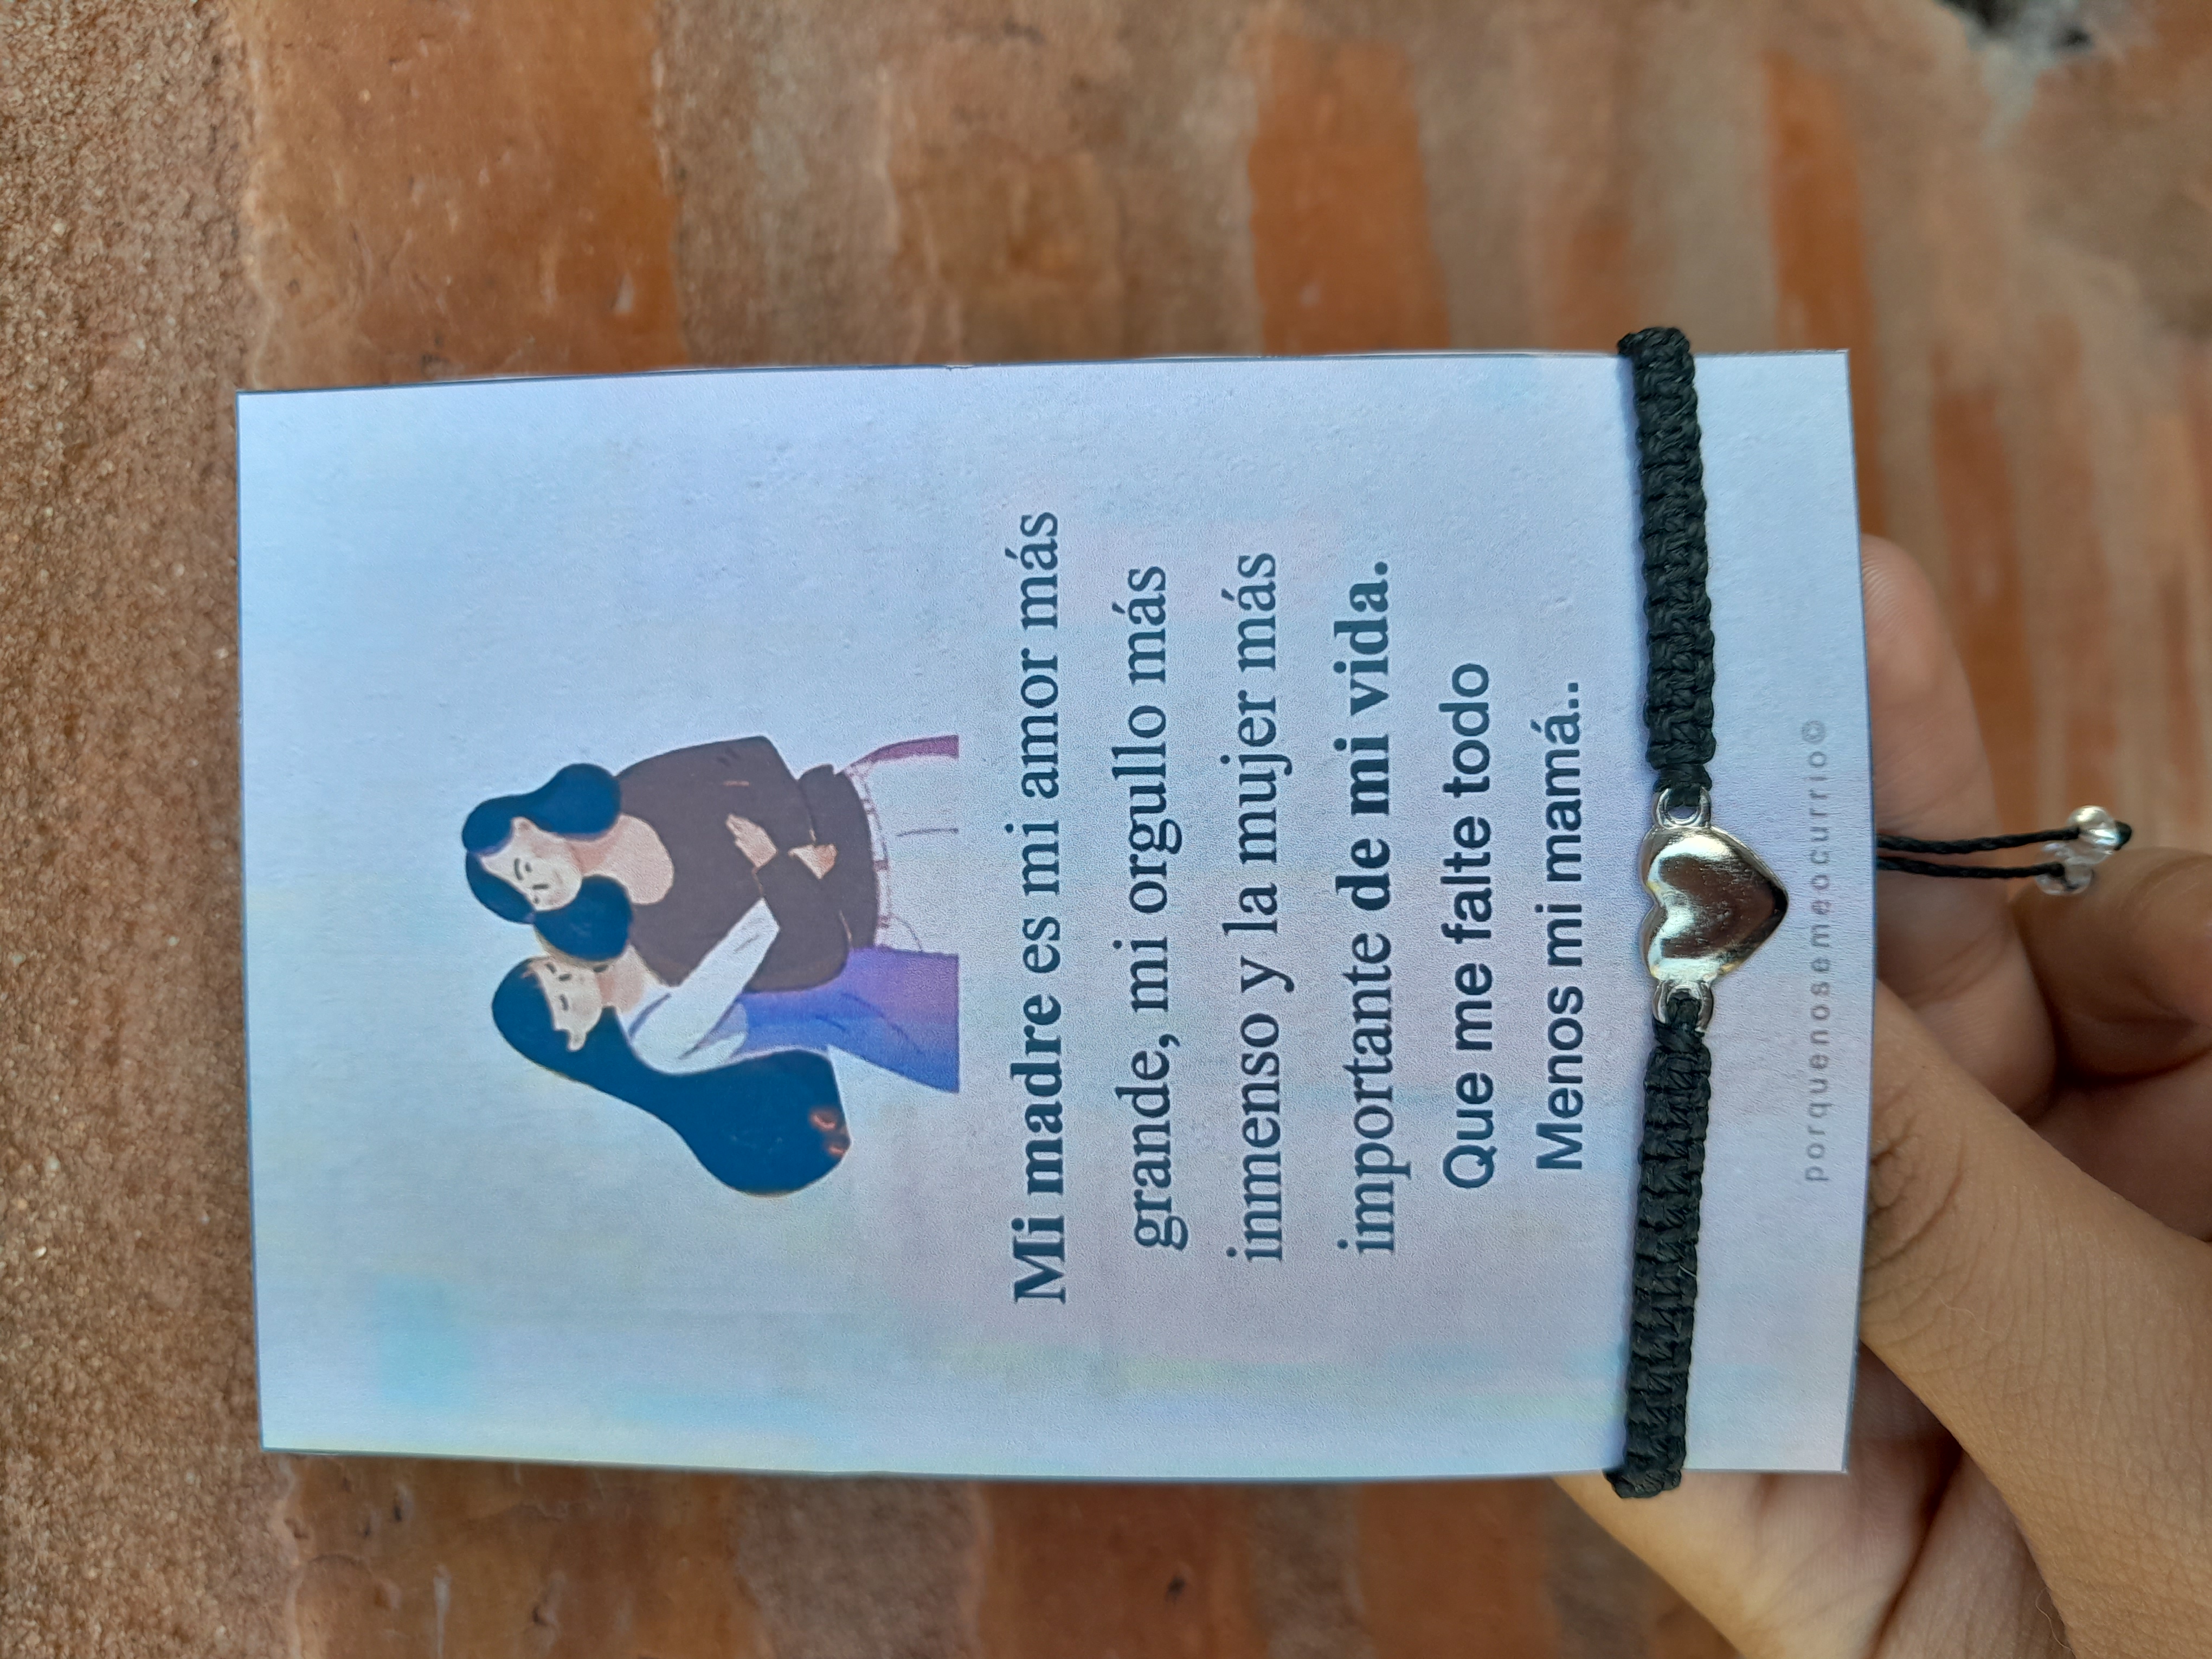 Mi madre es mi amor más
grande, mi orgullo más
inmenso y la mujer más
importante de mi vida.
Que me falte todo
Menos mi mamá..
porquenosemeocurrio©